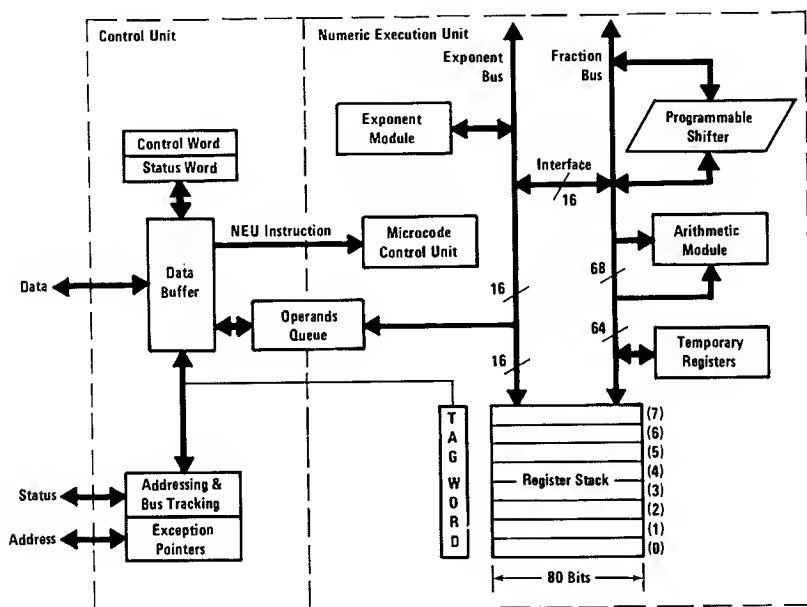 Control Unit
Numeric Execution Unit
Exponent
Bus
Fraction
Bus
Exponent
Module
Programmable
Shifter
Control Word
Status Word
Interface
16
NEU Instruction
Microcode
Control Unit
Arithmetic
Module
Data
Data
Buffer
68
16
Operands
Queue
64
Temporary
Registers
16
TAG WORD
(7)
(6)
(5)
(4)
Register Stack
(3)
(2)
(1)
(0)
Status
Addressing &
Bus Tracking
Address
Exception
Pointers
80 Bits